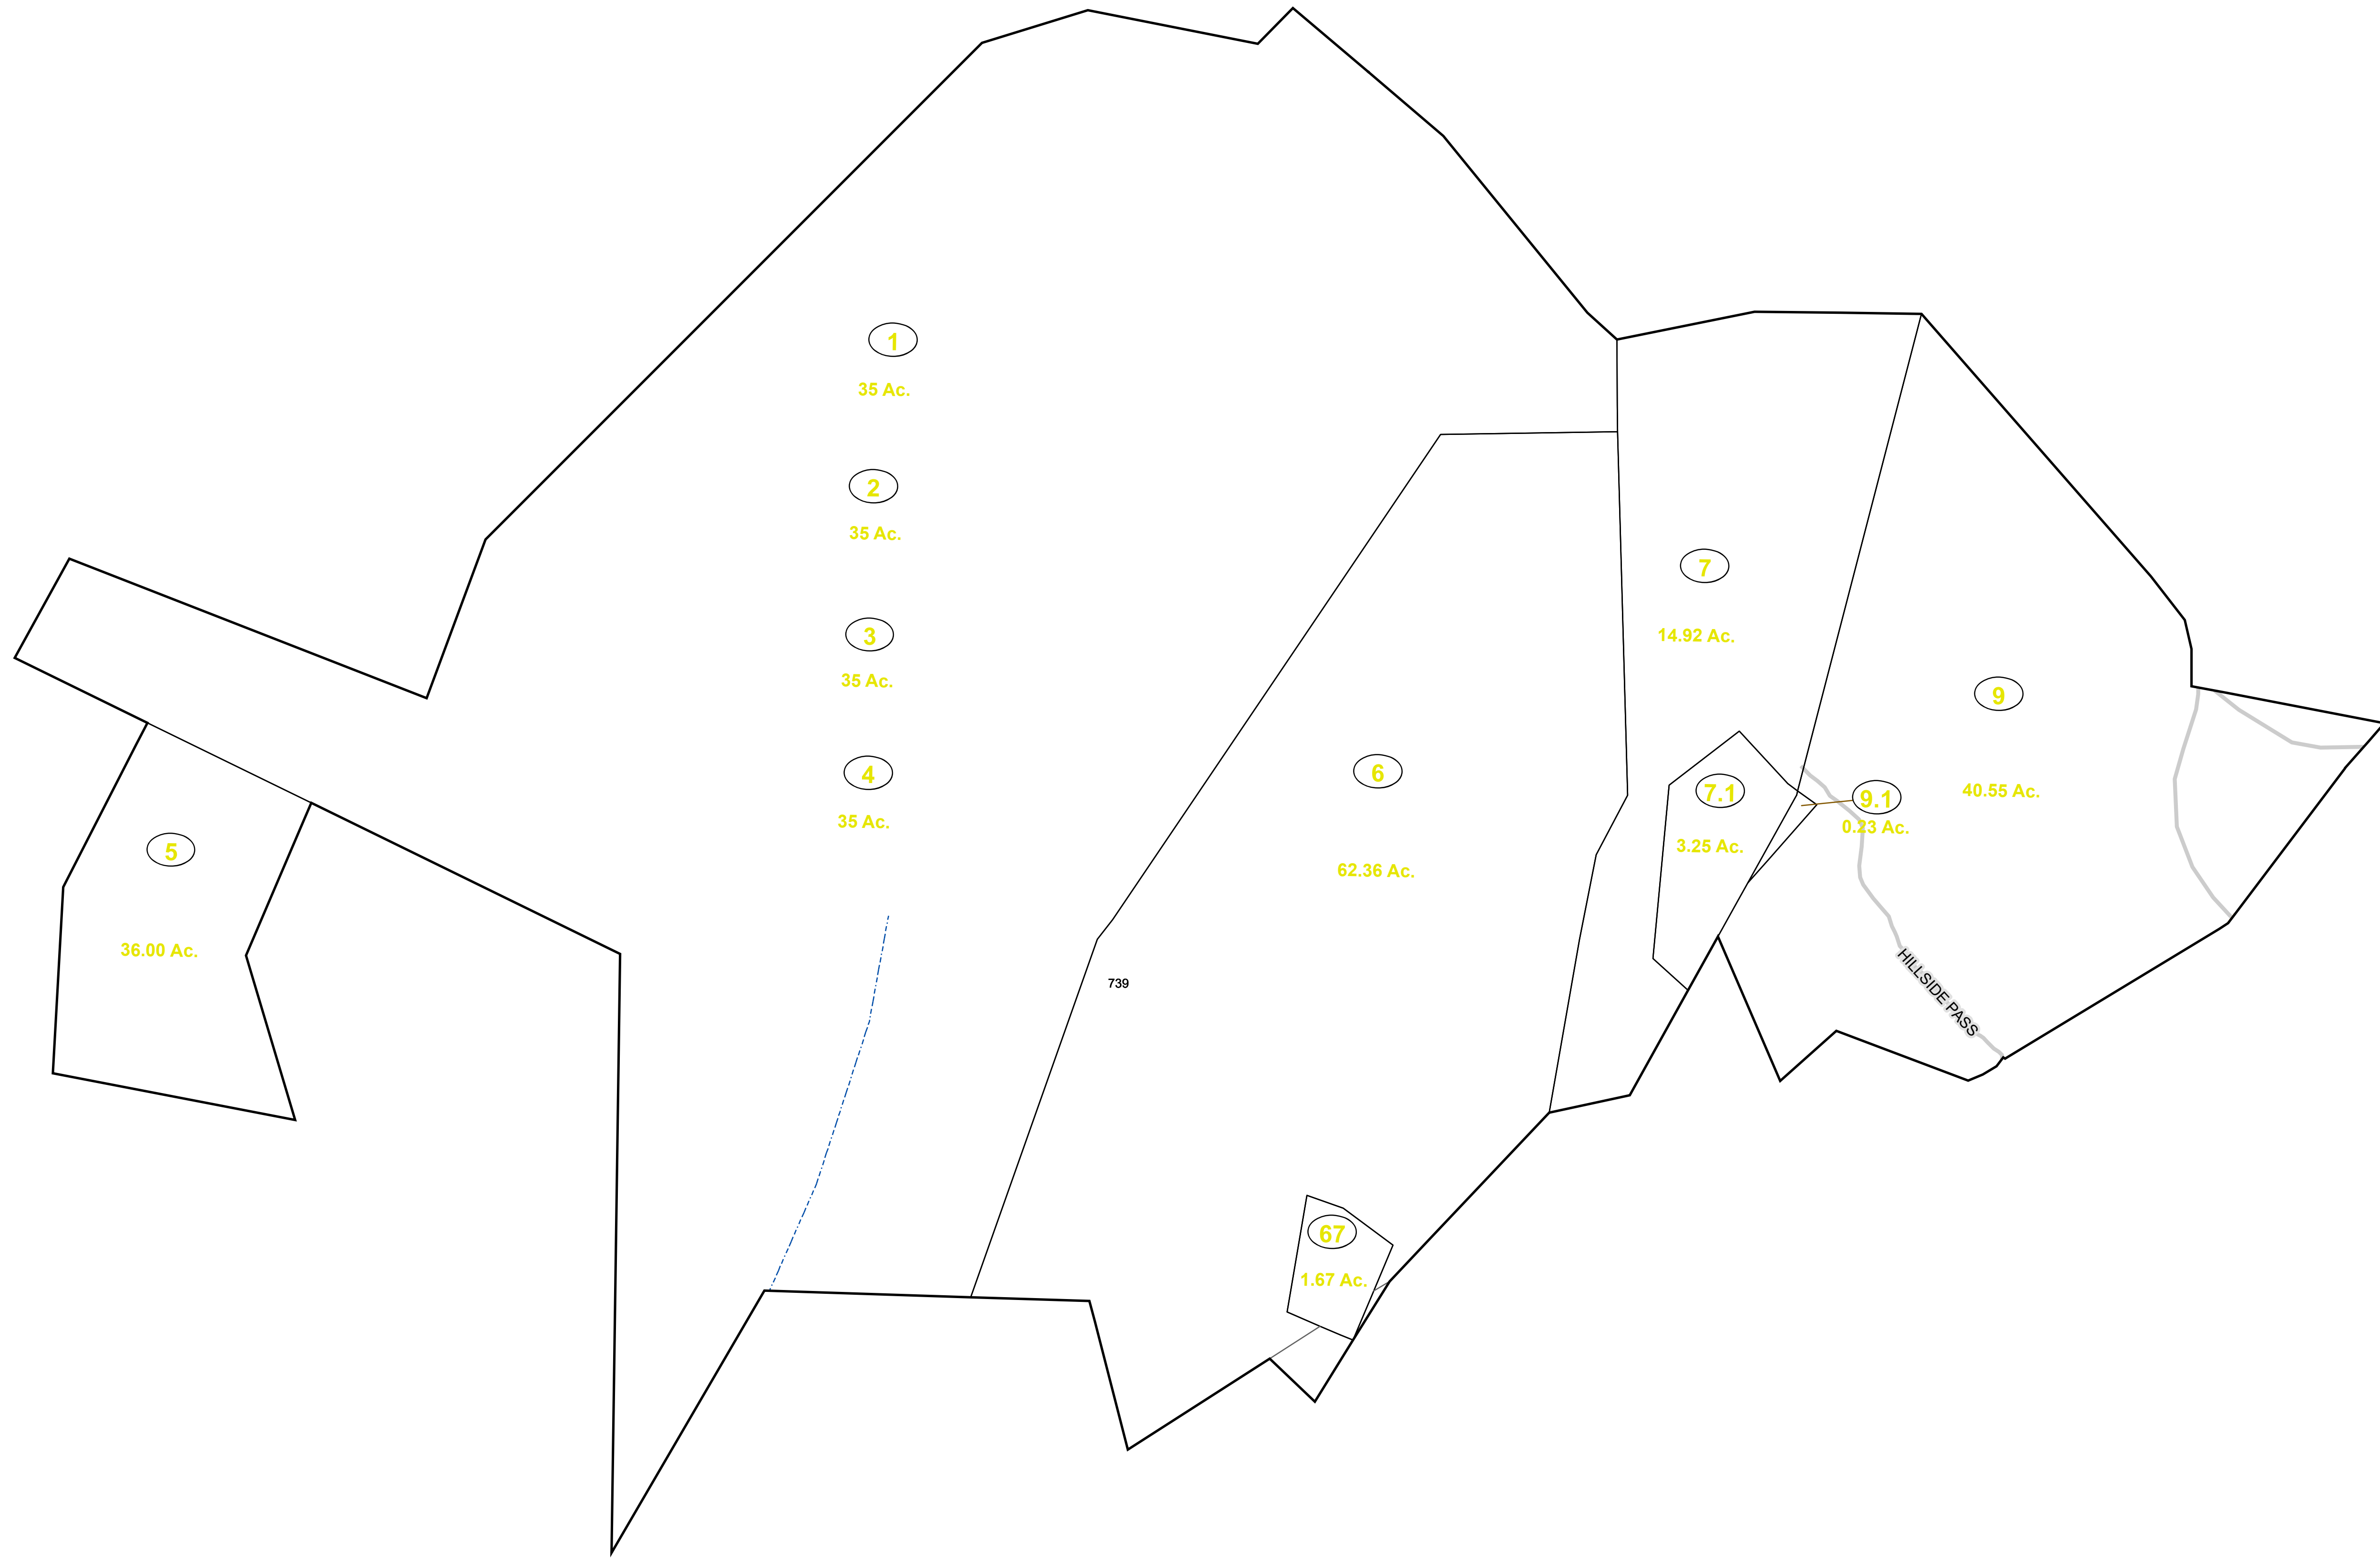 1
35 Ac.
2
35 Ac.
3
35 Ac.
4
35 Ac.
5
36.00 Ac.
6
62.36 Ac.
739
67
1.67 Ac.
7
14.92 Ac.
7.1
3.25 Ac.
9
40.55 Ac.
9.1
0.23 Ac.
HILLSIDE PASS